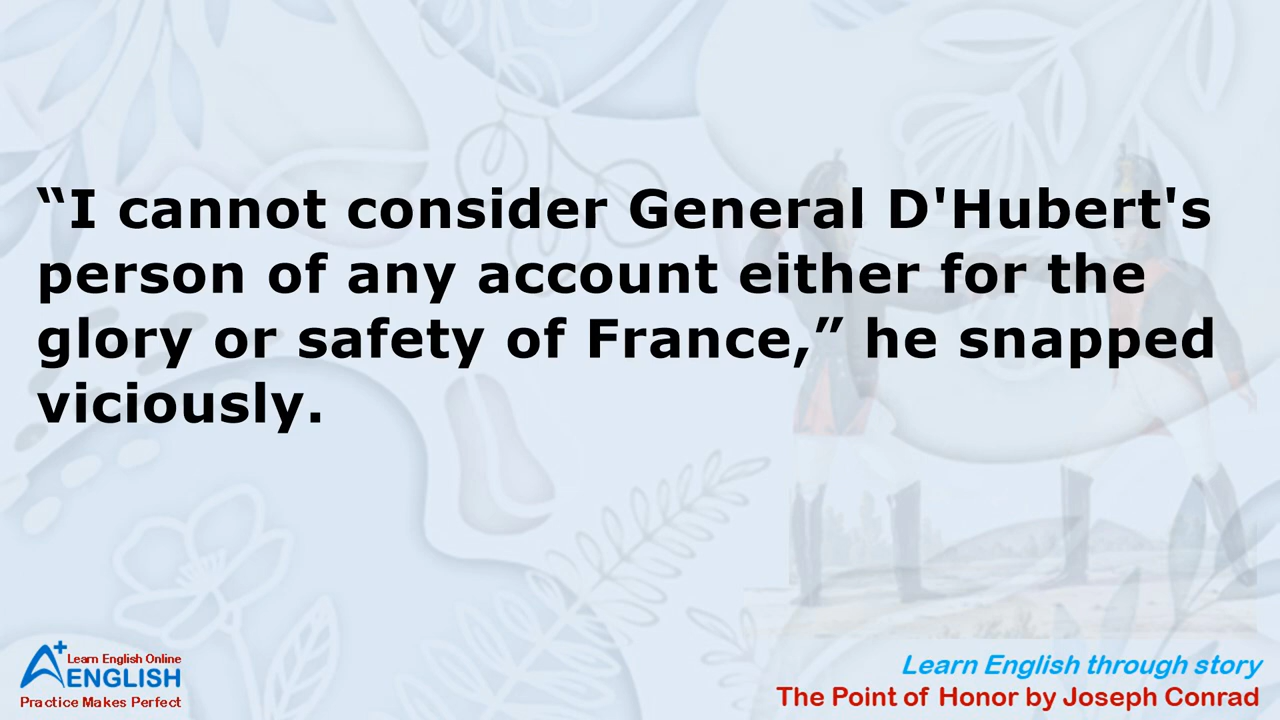 “I cannot consider General D'Hubert's
person of any account either for the
glory or safety of France,” he snapped
viciously.
A+ Learn English Online
ENGLISH
Practice Makes Perfect
Learn English through story
The Point of Honor by Joseph Conrad